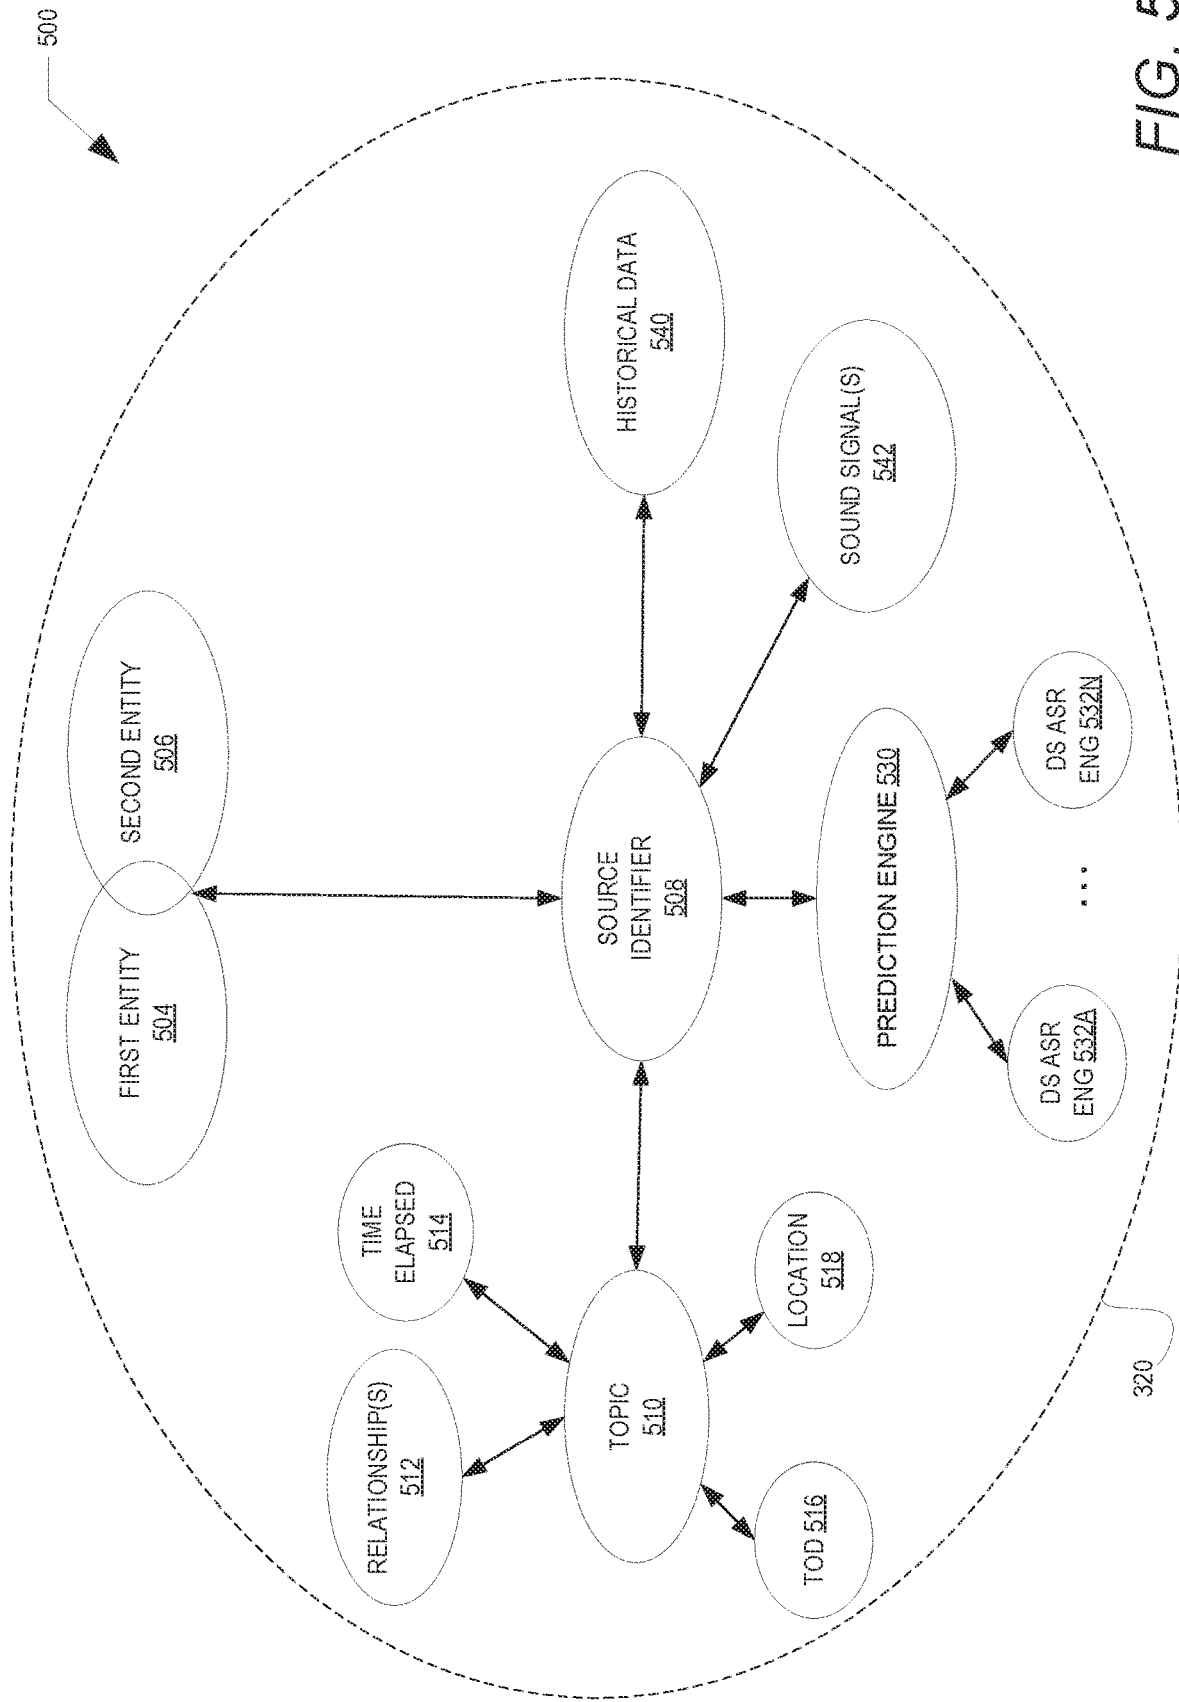 500
FIRST ENTITY
504
SECOND ENTITY
506
RELATIONSHIP(S)
512
TIME
ELAPSED
514
TOPIC
510
TOD 516
LOCATION
518
SOURCE
IDENTIFIER
508
HISTORICAL DATA
540
SOUND SIGNAL(S)
542
PREDICTION ENGINE 530
DS ASR
ENG 532A
...
DS ASR
ENG 532N
320
FIG. 5